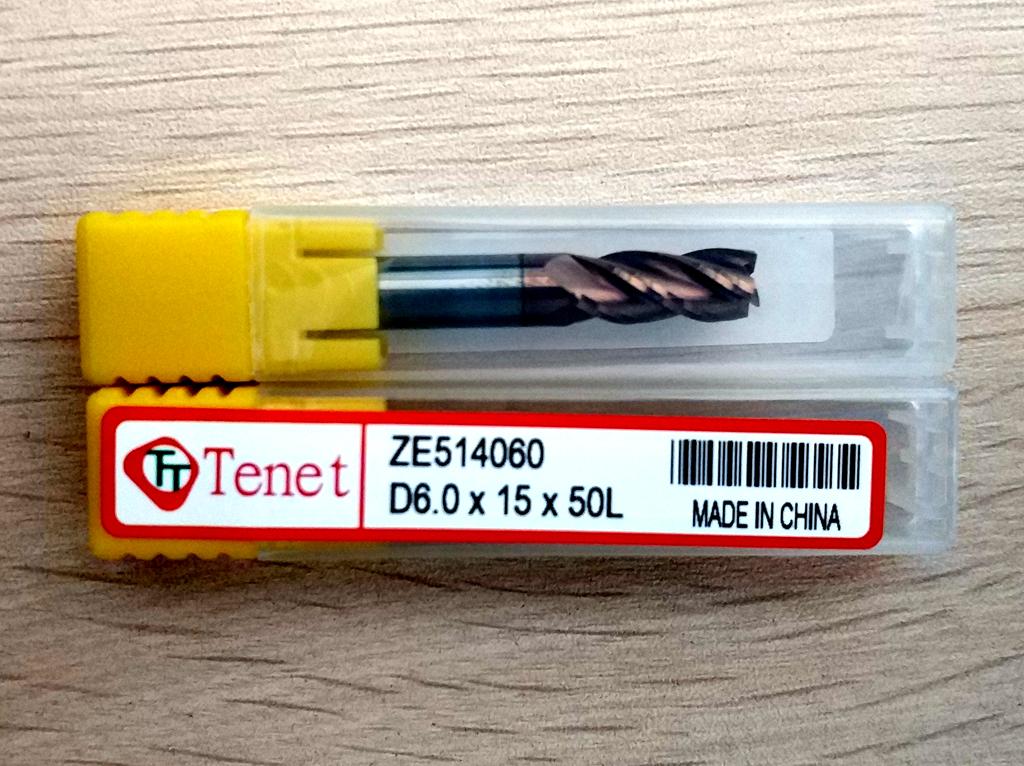 TT Tenet
ZE514060
D6.0 x 15 x 50L
MADE IN CHINA